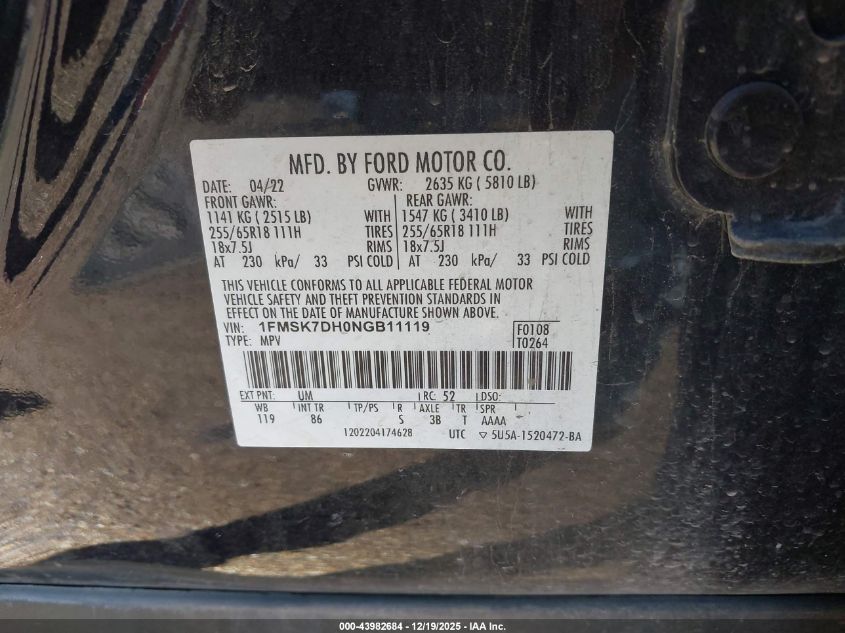 MFD. BY FORD MOTOR CO.
DATE: 04/22 GVWR: 2635 KG ( 5810 LB)
FRONT GAWR: REAR GAWR:
1141 KG ( 2515 LB) WITH 1547 KG ( 3410 LB) WITH
255/65R18 111H TIRES 255/65R18 111H TIRES
18x7.5J RIMS 18x7.5J RIMS
AT 230 kPa/ 33 PSI COLD AT 230 kPa/ 33 PSI COLD
THIS VEHICLE CONFORMS TO ALL APPLICABLE FEDERAL MOTOR
VEHICLE SAFETY AND THEFT PREVENTION STANDARDS IN
EFFECT ON THE DATE OF MANUFACTURE SHOWN ABOVE.
VIN: 1FMSK7DH0NGB11119 F0108
TYPE: MPV T0264
EXT PNT: UM RC: 52 DSO:
WB INT TR TP/PS R AXLE TR SPR
119 86 S 3B T AAAA
1202204174628 UTC ▽ 5U5A-1520472-BA
000-43982684 - 12/19/2025 - IAA Inc.